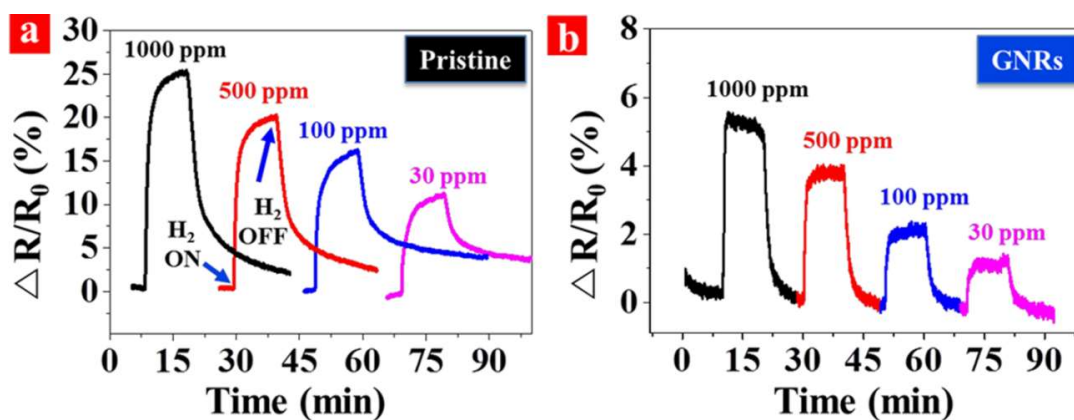 a
30
25
20
15
10
5
0
△R/R0 (%)
1000 ppm
500 ppm
100 ppm
30 ppm
Pristine
H2
ON
H2
OFF
0 15 30 45 60 75 90
Time (min)
b
8
6
4
2
0
△R/R0 (%)
1000 ppm
500 ppm
100 ppm
30 ppm
GNRs
0 15 30 45 60 75 90
Time (min)